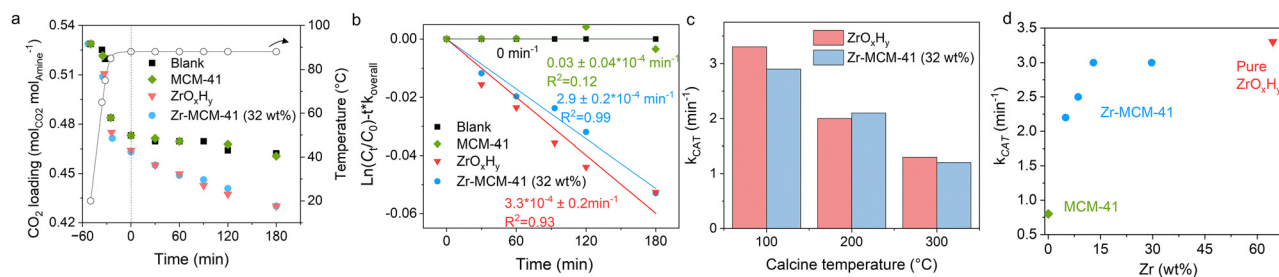 a
CO2 loading (molCO2 molAmine-1)
0.54
0.51
0.48
0.45
0.42
Blank
MCM-41
ZrOxHy
Zr-MCM-41 (32 wt%)
-60 0 60 120 180
Time (min)
100
80
60
40
20
Temperature (°C)
b
Ln(Ct/C0)-t*koverall
0.00
-0.02
-0.04
-0.06
0 min-1
0.03 ± 0.04*10-4 min-1
R2=0.12
2.9 ± 0.2*10-4 min-1
R2=0.99
Blank
MCM-41
ZrOxHy
Zr-MCM-41 (32 wt%)
3.3*10-4 ± 0.2min-1
R2=0.93
0 60 120 180
Time (min)
c
kCAT (min-1)
3
2
1
0
ZrOxHy
Zr-MCM-41 (32 wt%)
100 200 300
Calcine temperature (°C)
d
kCAT (min-1)
3.5
3.0
2.5
2.0
1.5
1.0
0.5
Pure
ZrOxHy
Zr-MCM-41
MCM-41
0 15 30 45 60
Zr (wt%)